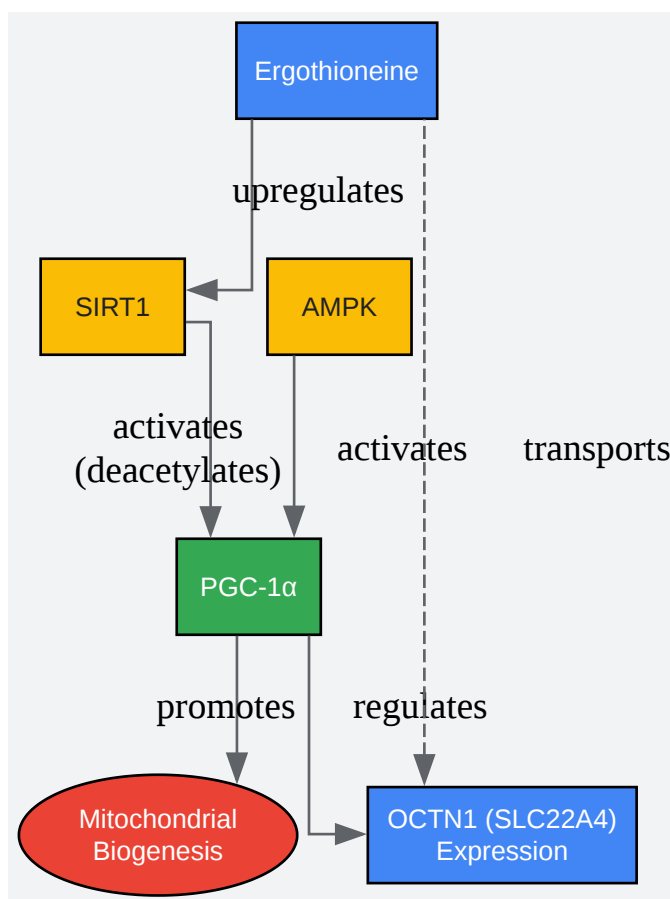 Ergothioneine
upregulates
SIRT1
AMPK
activates
(deacetylates)
activates
transports
PGC-1α
promotes
regulates
Mitochondrial
Biogenesis
OCTN1 (SLC22A4)
Expression